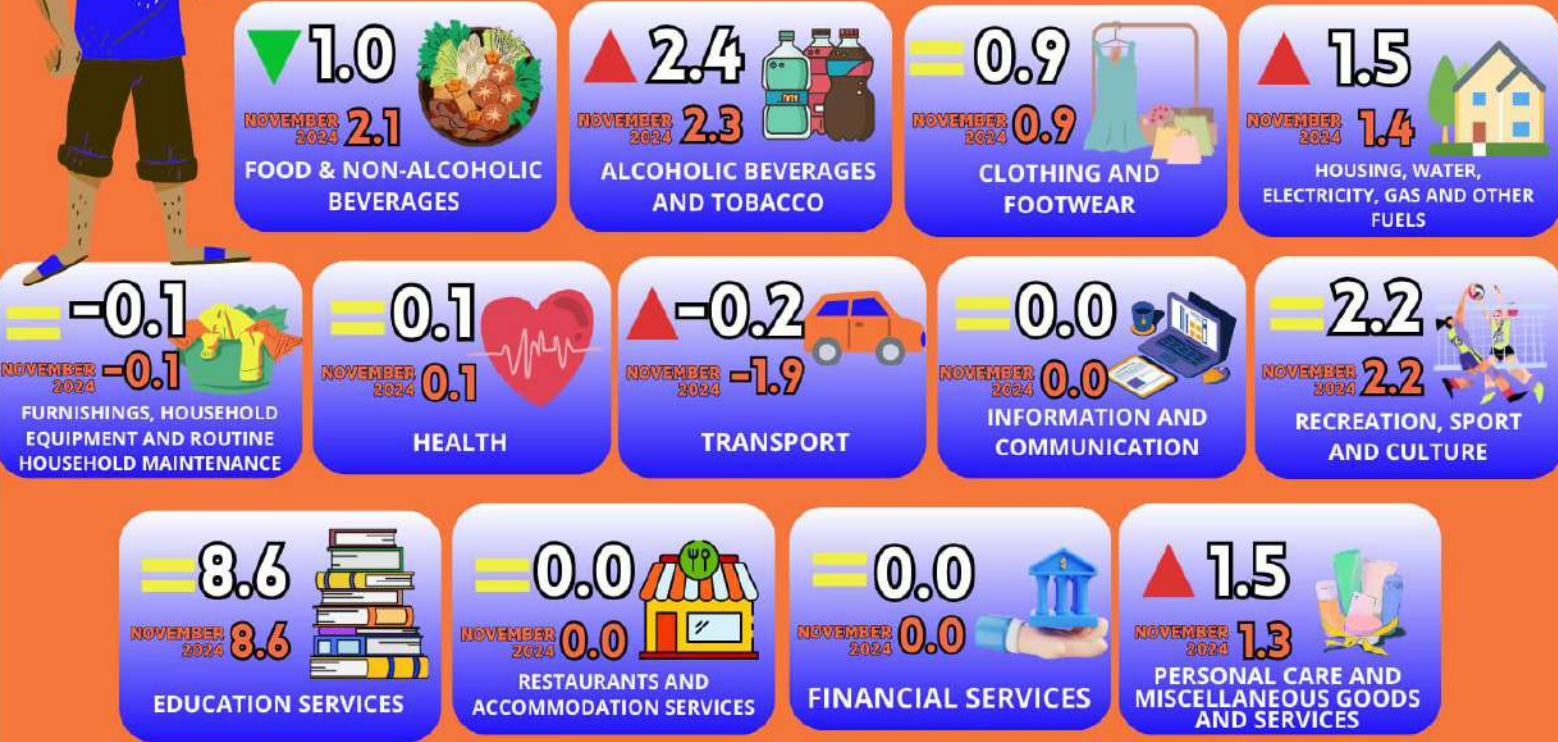 1.0
NOVEMBER
2024 2.1
FOOD & NON-ALCOHOLIC
BEVERAGES
2.4
NOVEMBER
2024 2.3
ALCOHOLIC BEVERAGES
AND TOBACCO
= 0.9
NOVEMBER
2024 0.9
CLOTHING AND
FOOTWEAR
1.5
NOVEMBER
2024 1.4
HOUSING, WATER,
ELECTRICITY, GAS AND OTHER
FUELS
= -0.1
NOVEMBER
2024 -0.1
FURNISHINGS, HOUSEHOLD
EQUIPMENT AND ROUTINE
HOUSEHOLD MAINTENANCE
= 0.1
NOVEMBER
2024 0.1
HEALTH
-0.2
NOVEMBER
2024 -1.9
TRANSPORT
= 0.0
NOVEMBER
2024 0.0
INFORMATION AND
COMMUNICATION
= 2.2
NOVEMBER
2024 2.2
RECREATION, SPORT
AND CULTURE
= 8.6
NOVEMBER
2024 8.6
EDUCATION SERVICES
= 0.0
NOVEMBER
2024 0.0
RESTAURANTS AND
ACCOMMODATION SERVICES
= 0.0
NOVEMBER
2024 0.0
FINANCIAL SERVICES
1.5
NOVEMBER
2024 1.3
PERSONAL CARE AND
MISCELLANEOUS GOODS
AND SERVICES